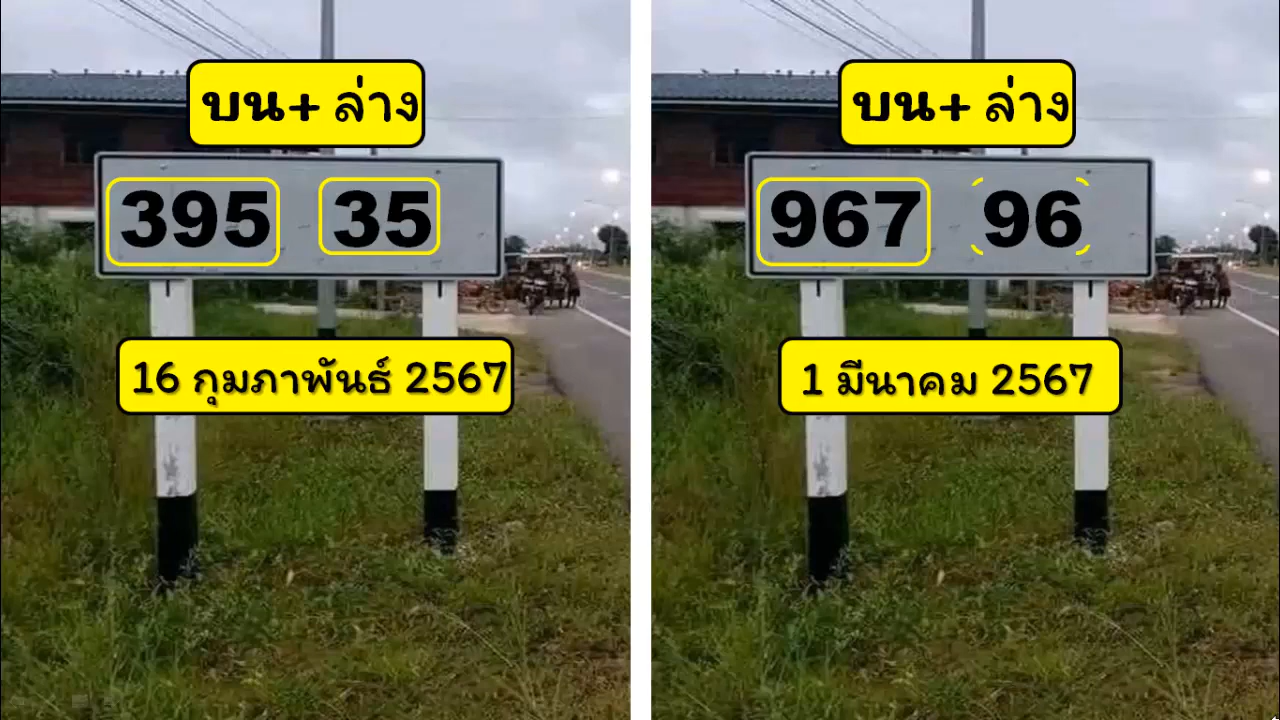 บน+ ล่าง
395 35
16 กุมภาพันธ์ 2567
บน+ ล่าง
967 96
1 มีนาคม 2567